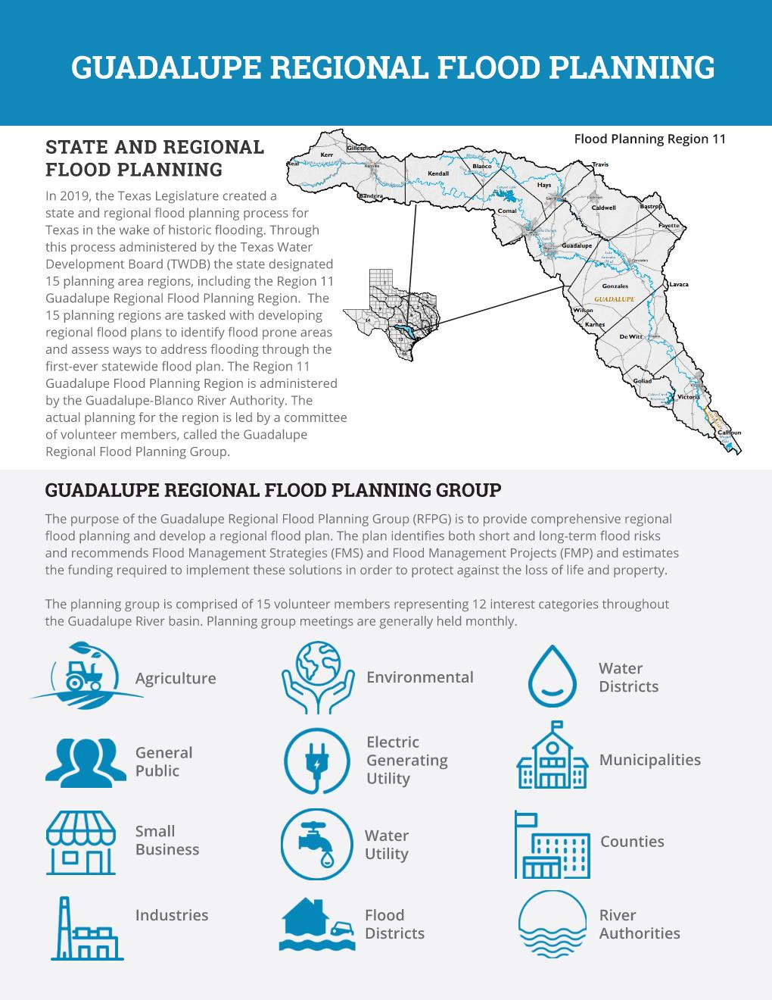 GUADALUPE REGIONAL FLOOD PLANNING
STATE AND REGIONAL
FLOOD PLANNING
In 2019, the Texas Legislature created a
state and regional flood planning process for
Texas in the wake of historic flooding. Through
this process administered by the Texas Water
Development Board (TWDB) the state designated
15 planning area regions, including the Region 11
Guadalupe Regional Flood Planning Region. The
15 planning regions are tasked with developing
regional flood plans to identify flood prone areas
and assess ways to address flooding through the
first-ever statewide flood plan. The Region 11
Guadalupe Flood Planning Region is administered
by the Guadalupe-Blanco River Authority. The
actual planning for the region is led by a committee
of volunteer members, called the Guadalupe
Regional Flood Planning Group.
Flood Planning Region 11
Gillespie
Kerr
Real
Bandera
Kendall
Blanco
Travis
Hays
Comal
Canyon Lake
Caldwell
Bastrop
Fayette
Guadalupe
Gonzales
GUADALUPE
Lavaca
Wilson
Karnes
De Witt
Goliad
Victoria
Calhoun
14
GUADALUPE REGIONAL FLOOD PLANNING GROUP
The purpose of the Guadalupe Regional Flood Planning Group (RFPG) is to provide comprehensive regional
flood planning and develop a regional flood plan. The plan identifies both short and long-term flood risks
and recommends Flood Management Strategies (FMS) and Flood Management Projects (FMP) and estimates
the funding required to implement these solutions in order to protect against the loss of life and property.
The planning group is comprised of 15 volunteer members representing 12 interest categories throughout
the Guadalupe River basin. Planning group meetings are generally held monthly.
Agriculture
Environmental
Water
Districts
General
Public
Electric
Generating
Utility
Municipalities
Small
Business
Water
Utility
Counties
Industries
Flood
Districts
River
Authorities